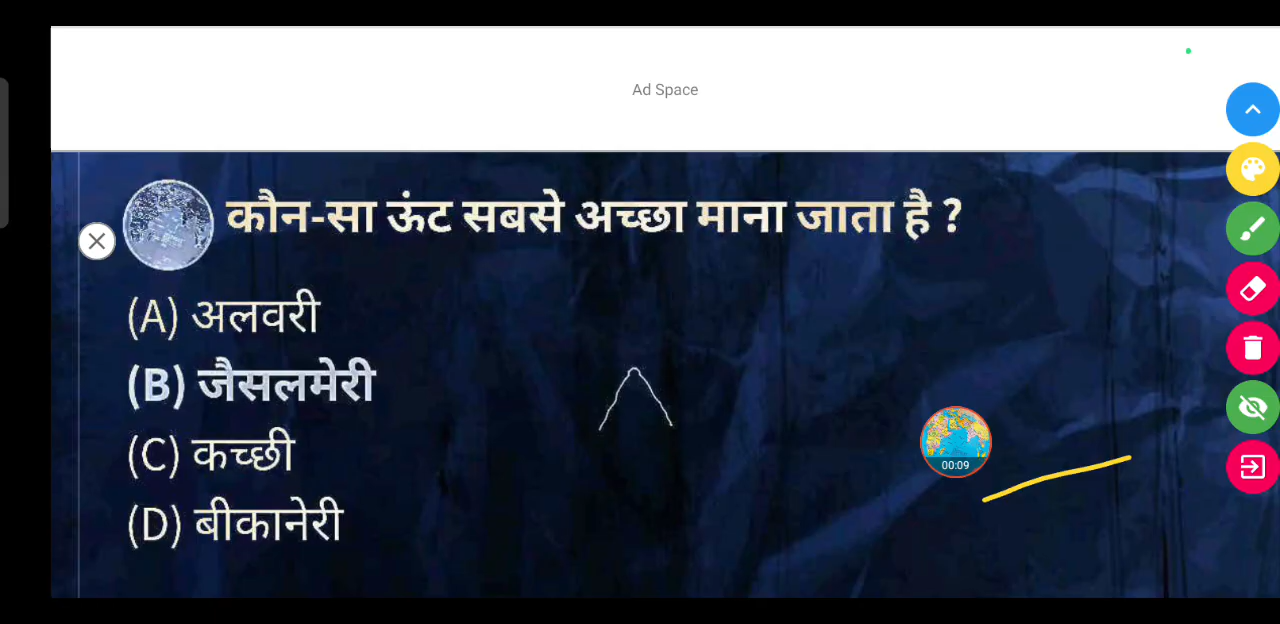 Ad Space
कौन-सा ऊंट सबसे अच्छा माना जाता है ?
(A) अलवरी
(B) जैसलमेरी
(C) कच्छी
(D) बीकानेरी
00:09